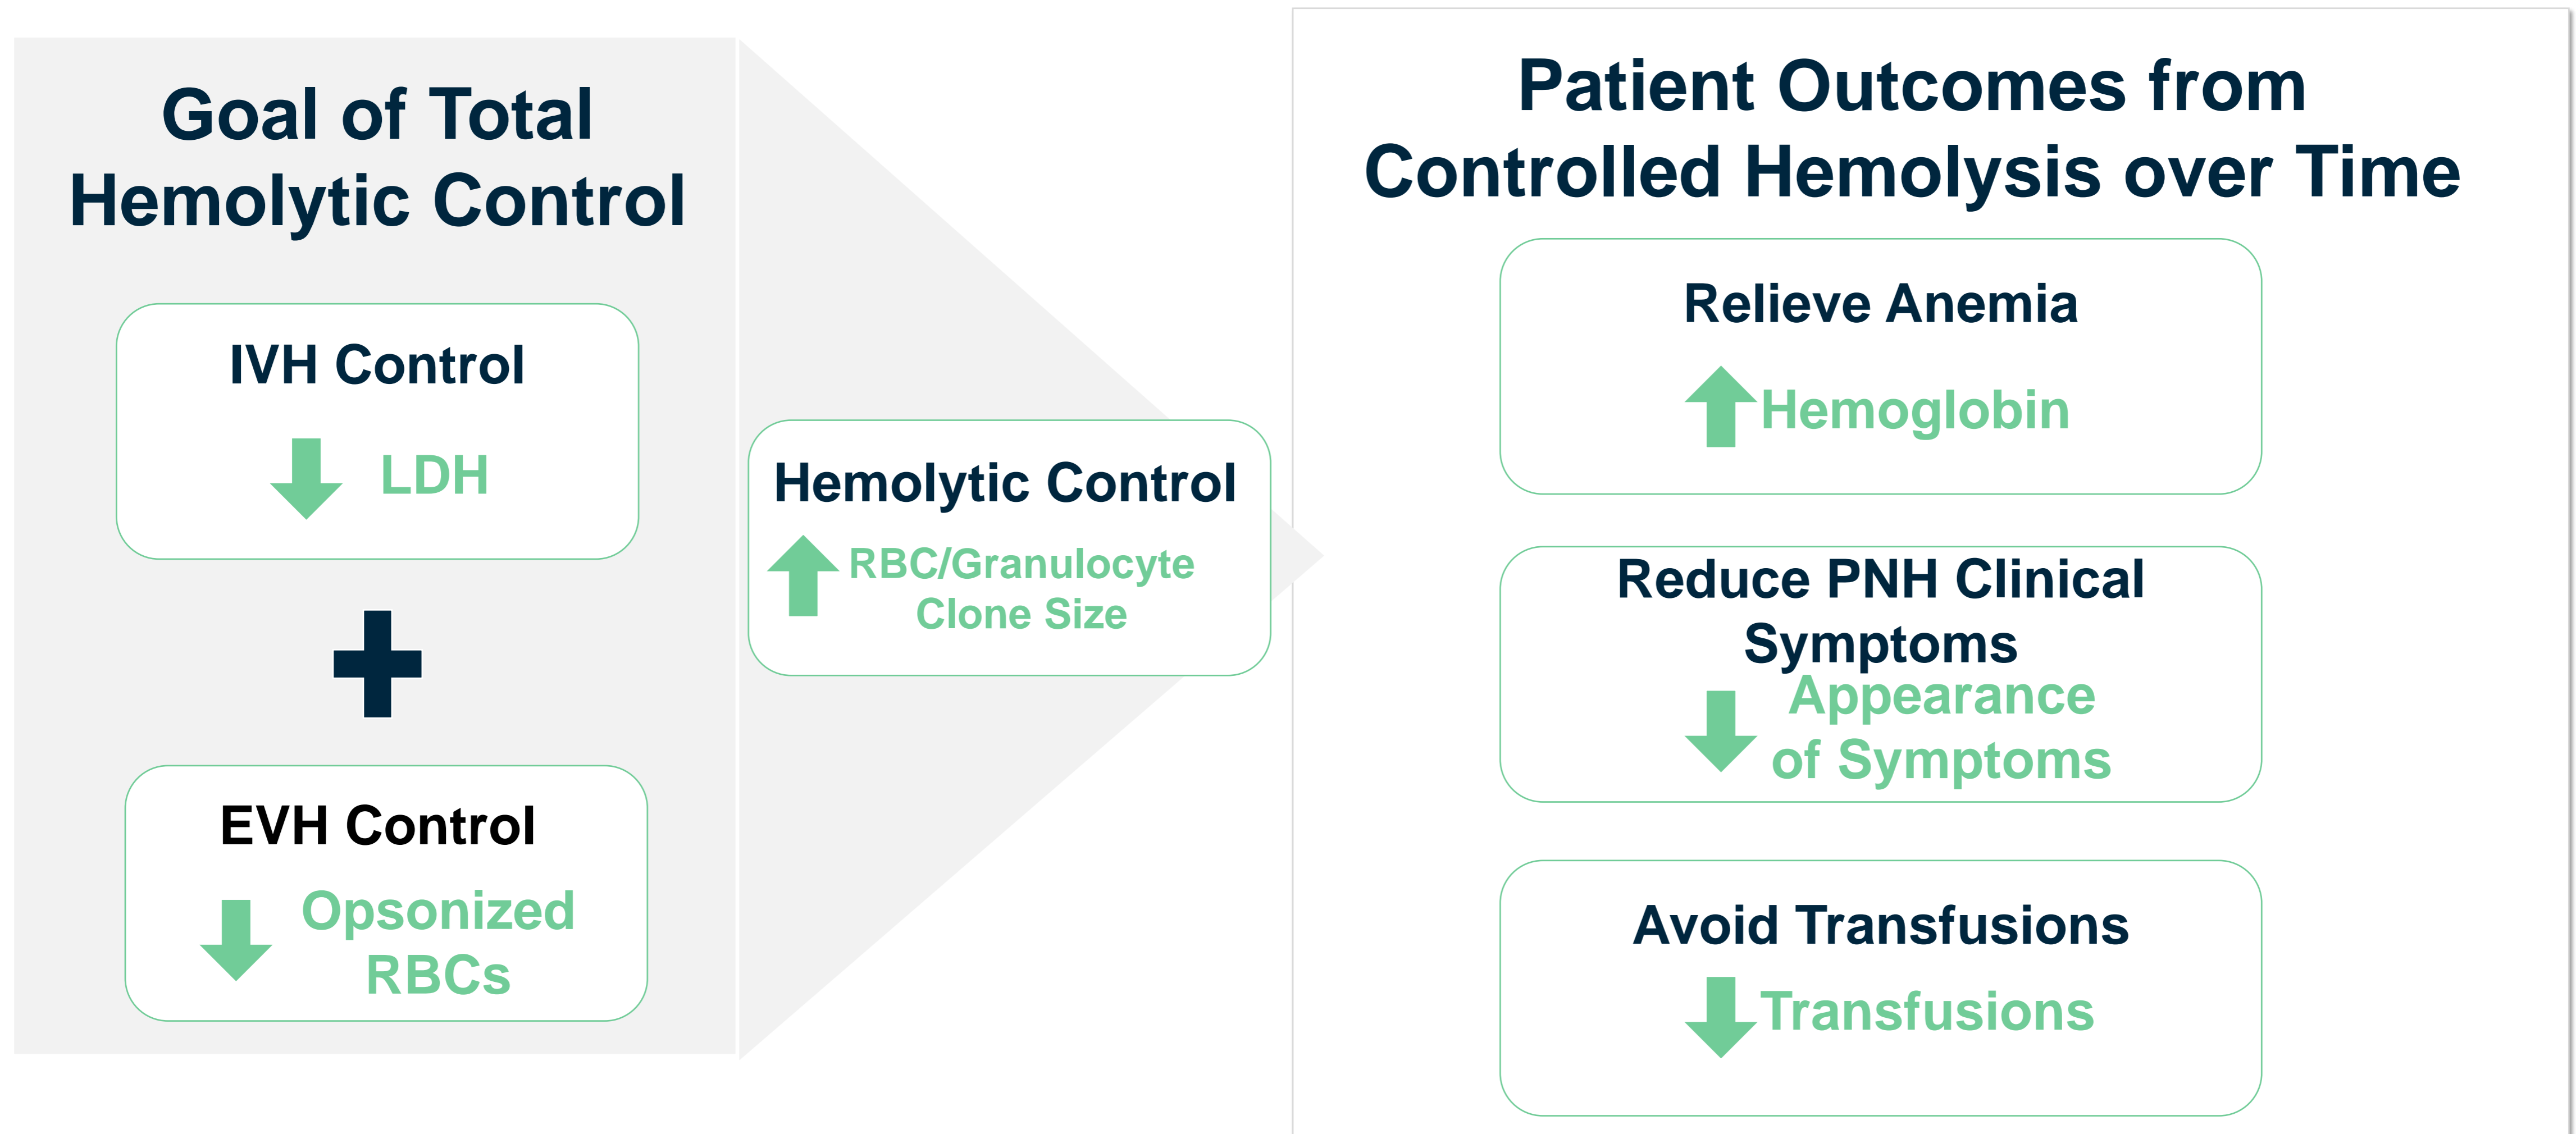 Goal of Total
Hemolytic Control
IVH Control
LDH
EVH Control
Opsonized
RBCs
Hemolytic Control
RBC/Granulocyte
Clone Size
Patient Outcomes from
Controlled Hemolysis over Time
Relieve Anemia
Hemoglobin
Reduce PNH Clinical
Symptoms
Appearance
of Symptoms
Avoid Transfusions
Transfusions